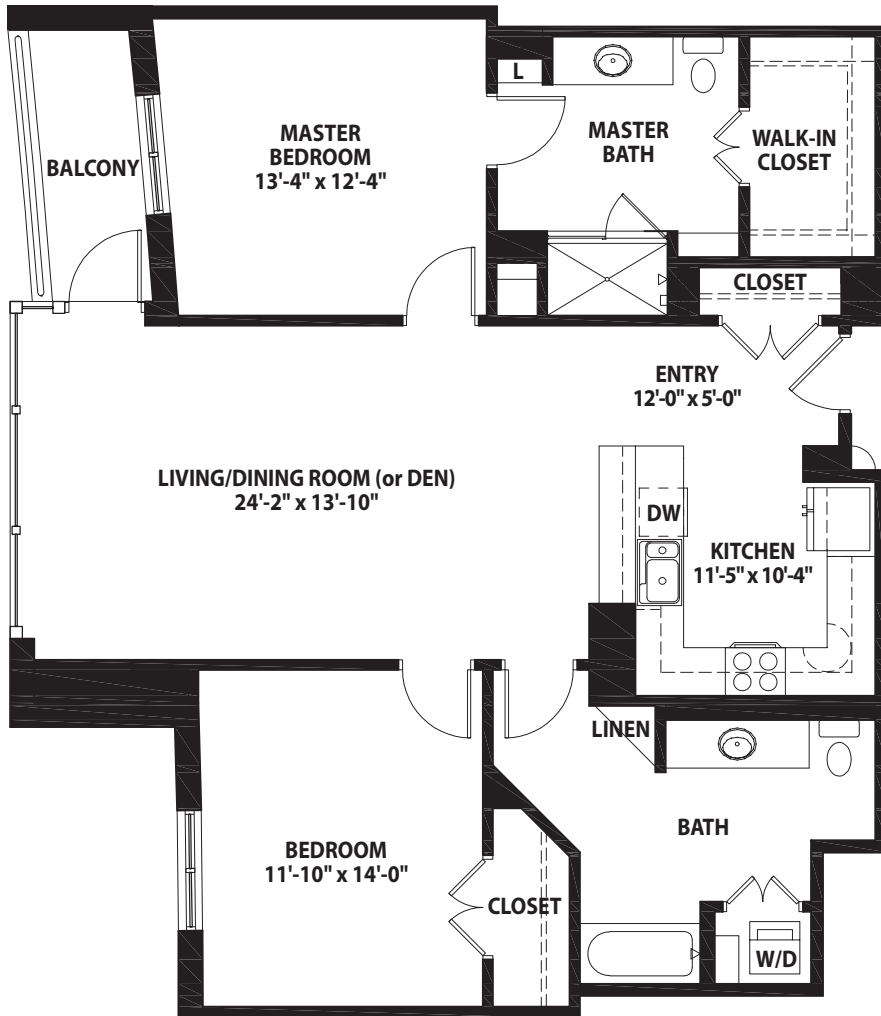 L
MASTER
BEDROOM
13'-4" x 12'-4"
BALCONY
MASTER
BATH
WALK-IN
CLOSET
CLOSET
ENTRY
12'-0" x 5'-0"
LIVING/DINING ROOM (or DEN)
24'-2" x 13'-10"
DW
KITCHEN
11'-5" x 10'-4"
LINEN
BATH
BEDROOM
11'-10" x 14'-0"
CLOSET
W/D